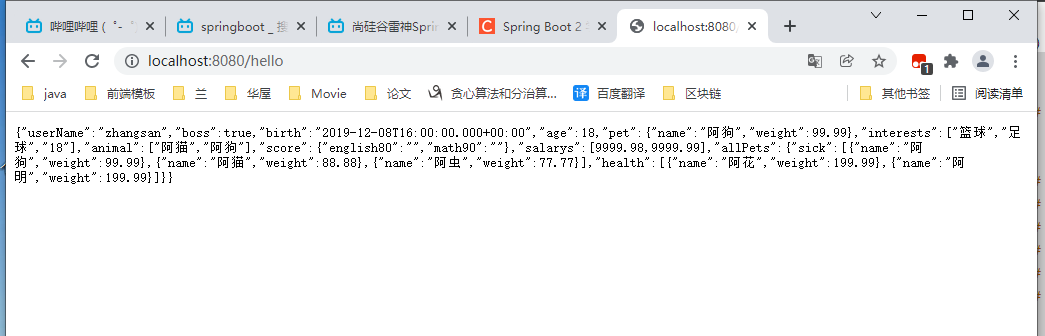 哔哩哔哩 ( ゜- ゜
springboot _ 搜
尚硅谷雷神Sprin
Spring Boot 2
localhost:8080/
localhost:8080/hello
1
java
前端模板
兰
华屋
Movie
论文
贪心算法和分治算...
译 百度翻译
区块链
其他书签
阅读清单
{"userName":"zhangsan","boss":true,"birth":"2019-12-08T16:00:00.000+00:00","age":18,"pet":{"name":"阿狗","weight":99.99},"interests":["篮球","足
球","18"],"animal":["阿猫","阿狗"],"score":{"english80":"","math90":""},"salarys":[9999.98,9999.99],"allPets":{"sick":[{"name":"阿
狗","weight":99.99},{"name":"阿猫","weight":88.88},{"name":"阿虫","weight":77.77}],"health":[{"name":"阿花","weight":199.99},{"name":"阿
明","weight":199.99}]}}